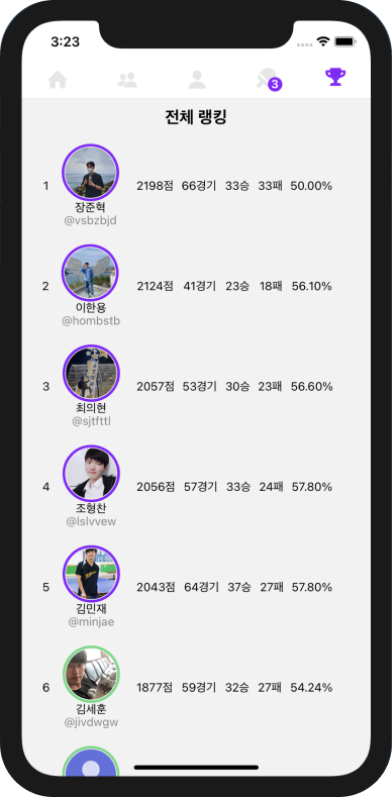 3:23
3
전체 랭킹
1 2198점 66경기 33승 33패 50.00%
장준혁
@vsbzbjd
2 2124점 41경기 23승 18패 56.10%
이한용
@hombstb
3 2057점 53경기 30승 23패 56.60%
최의현
@sjtfttl
4 2056점 57경기 33승 24패 57.80%
조형찬
@lslvvew
5 2043점 64경기 37승 27패 57.80%
김민재
@minjae
6 1877점 59경기 32승 27패 54.24%
김세훈
@jivdwgw